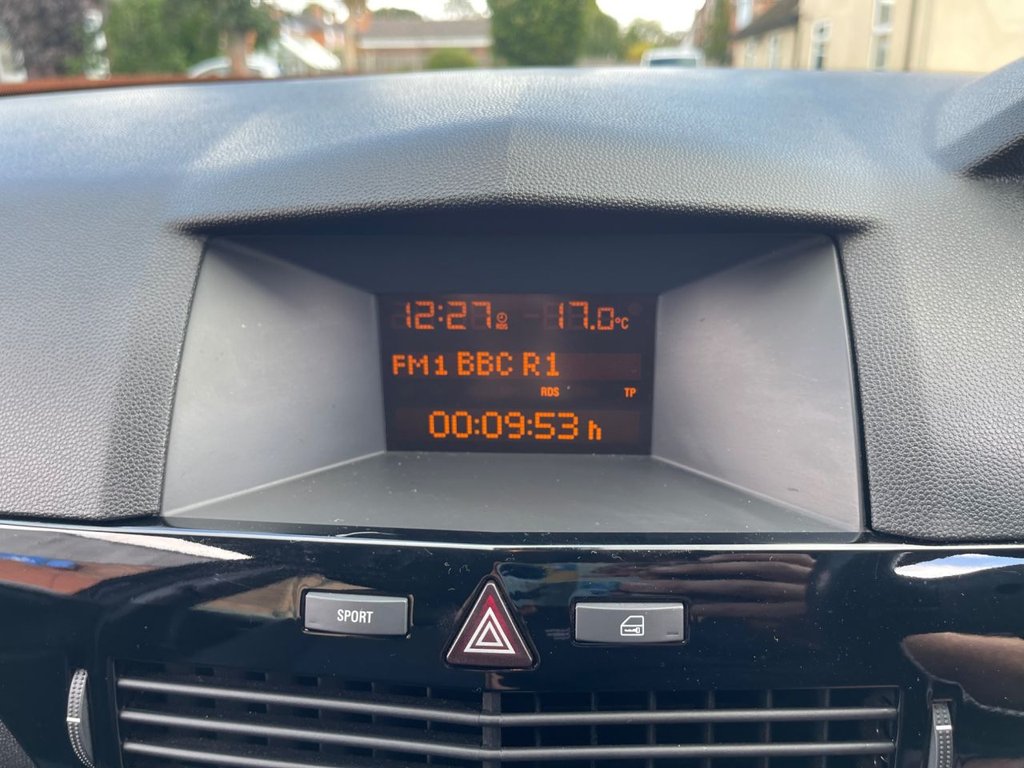 12:27 17.0°C
FM1 BBC R1
RDS TP
00:09:53 h
SPORT